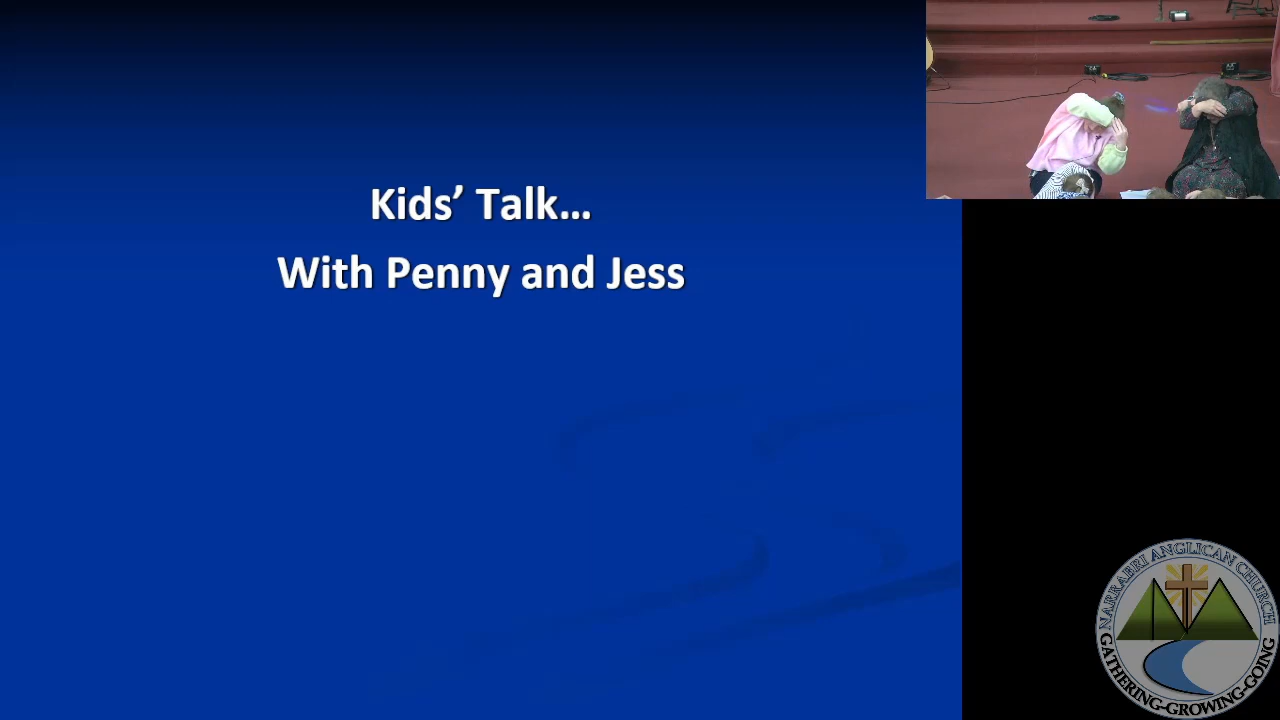 Kids’ Talk…
With Penny and Jess
NARRABRI ANGLICAN CHURCH
GATHERING-GROWING-GOING